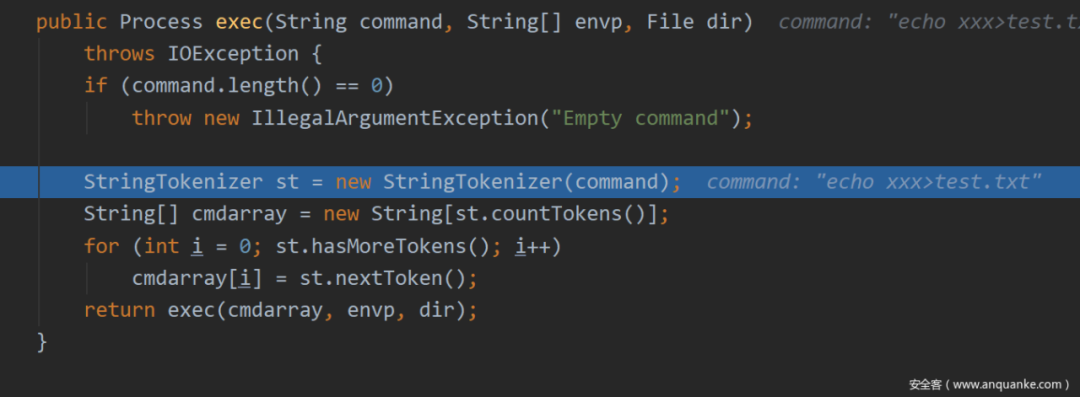 public Process exec(String command, String[] envp, File dir)  command: "echo xxx>test.tx
    throws IOException {
    if (command.length() == 0)
        throw new IllegalArgumentException("Empty command");
    StringTokenizer st = new StringTokenizer(command);  command: "echo xxx>test.txt"
    String[] cmdarray = new String[st.countTokens()];
    for (int i = 0; st.hasMoreTokens(); i++)
        cmdarray[i] = st.nextToken();
    return exec(cmdarray, envp, dir);
}
安全客（www.anquanke.com）